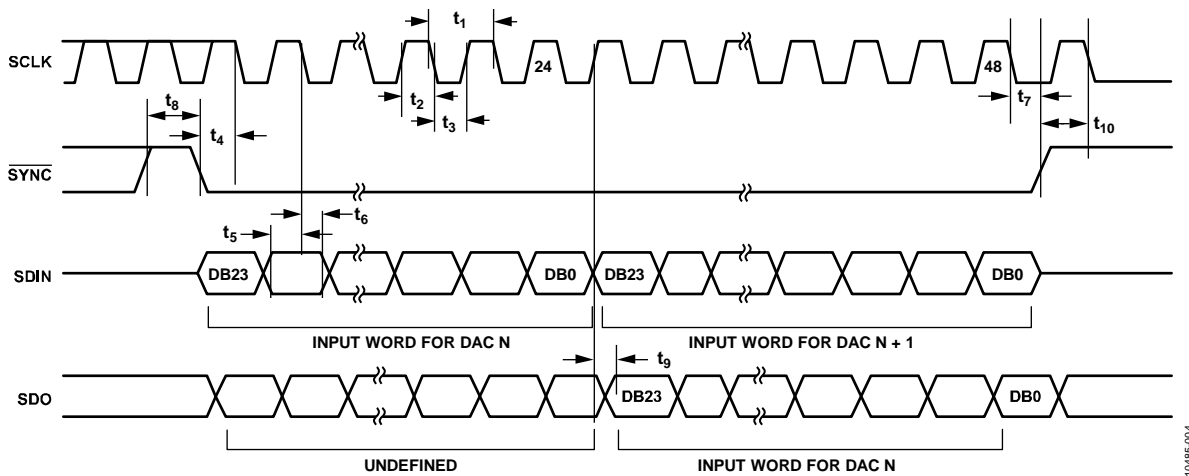 t1
SCLK
24
48
t2
t3
t7
t8
t4
t10
SYNC
t5
t6
SDIN
DB23
DB0
DB23
DB0
INPUT WORD FOR DAC N
INPUT WORD FOR DAC N + 1
t9
SDO
DB23
DB0
UNDEFINED
INPUT WORD FOR DAC N